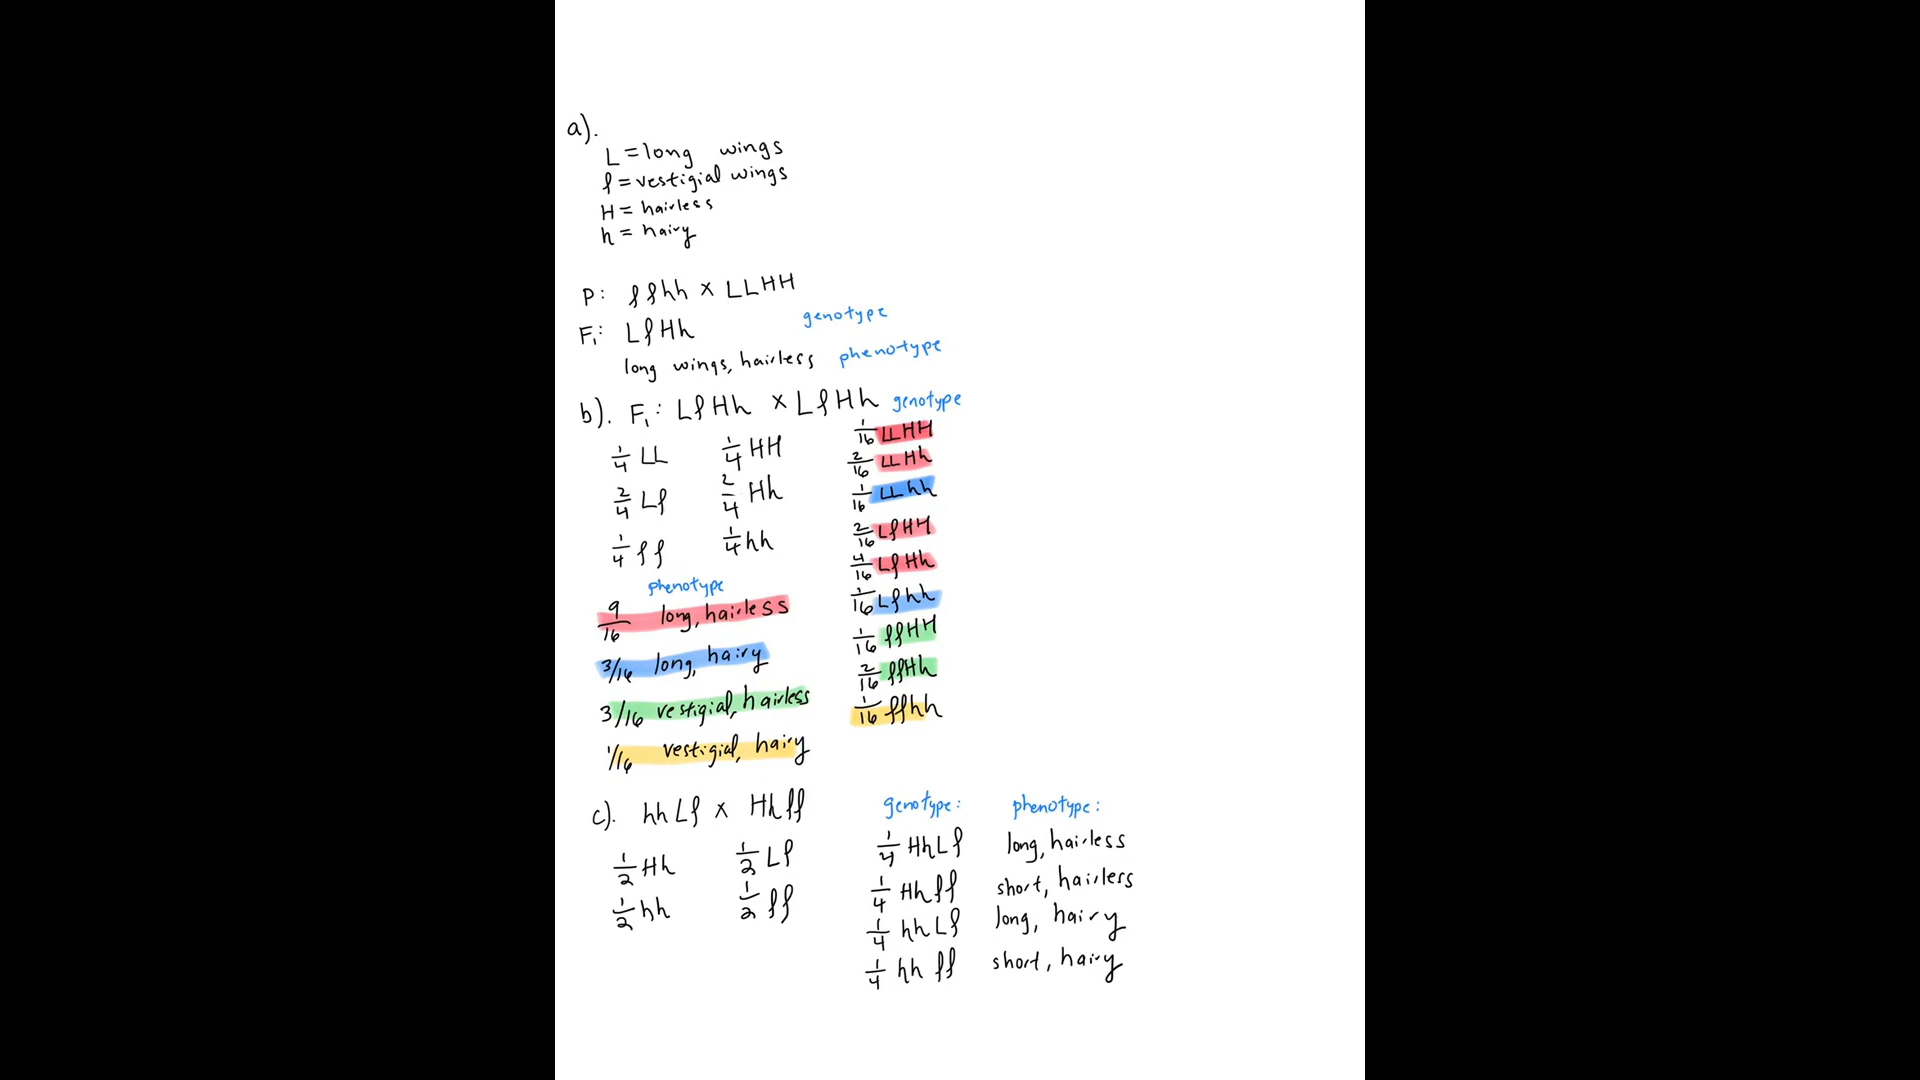 a).
L = long wings
l = vestigial wings
H = hairless
h = hairy
P: llhh x LLHH
F₁: LlHh genotype
long wings, hairless phenotype
b). F₁: LlHh x LlHh genotype
1/4 LL 1/4 HH
2/4 Ll 2/4 Hh
1/4 ll 1/4 hh
1/16 LLHH
2/16 LLHh
1/16 LLhh
2/16 LlHH
4/16 LlHh
1/16 Llhh
1/16 llHH
2/16 llHh
1/16 llhh
phenotype
9/16 long, hairless
3/16 long, hairy
3/16 vestigial, hairless
1/16 vestigial, hairy
c). hhLl x Hhll
1/2 Hh 1/2 Ll
1/2 hh 1/2 ll
genotype: phenotype:
1/4 HhLl long, hairless
1/4 Hhll short, hairless
1/4 hhLl long, hairy
1/4 hh ll short, hairy